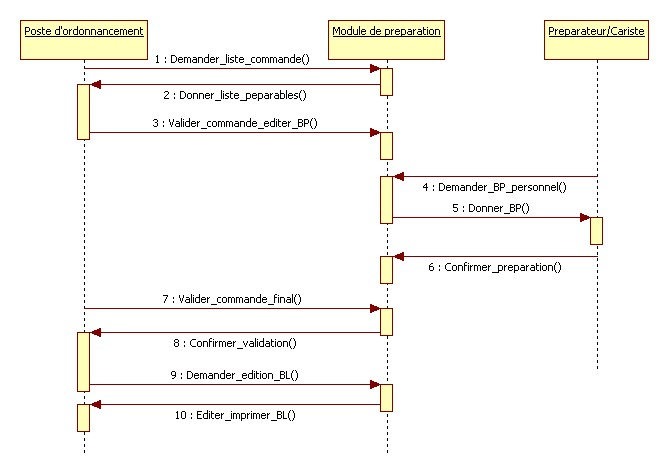 Poste d'ordonnancement
Module de preparation
Preparateur/Cariste
1 : Demander_liste_commande()
2 : Donner_liste_peparables()
3 : Valider_commande_editer_BP()
4 : Demander_BP_personnel()
5 : Donner_BP()
6 : Confirmer_preparation()
7 : Valider_commande_final()
8 : Confirmer_validation()
9 : Demander_edition_BL()
10 : Editer_imprimer_BL()